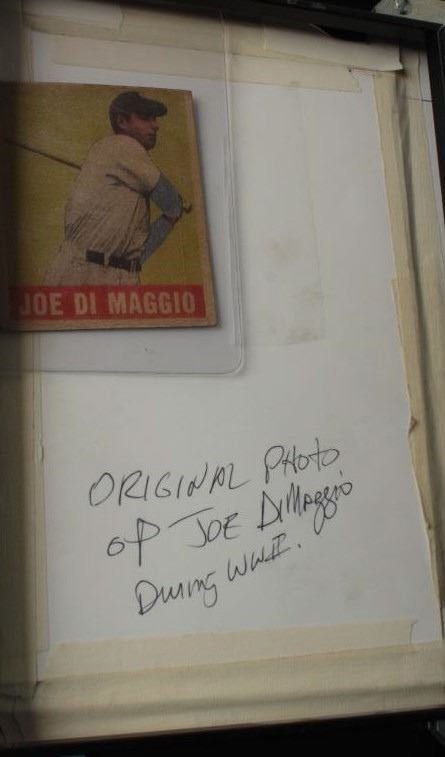 JOE DI MAGGIO
ORIGINAL PHOTO
OF JOE DiMAGGIO
During WWII.